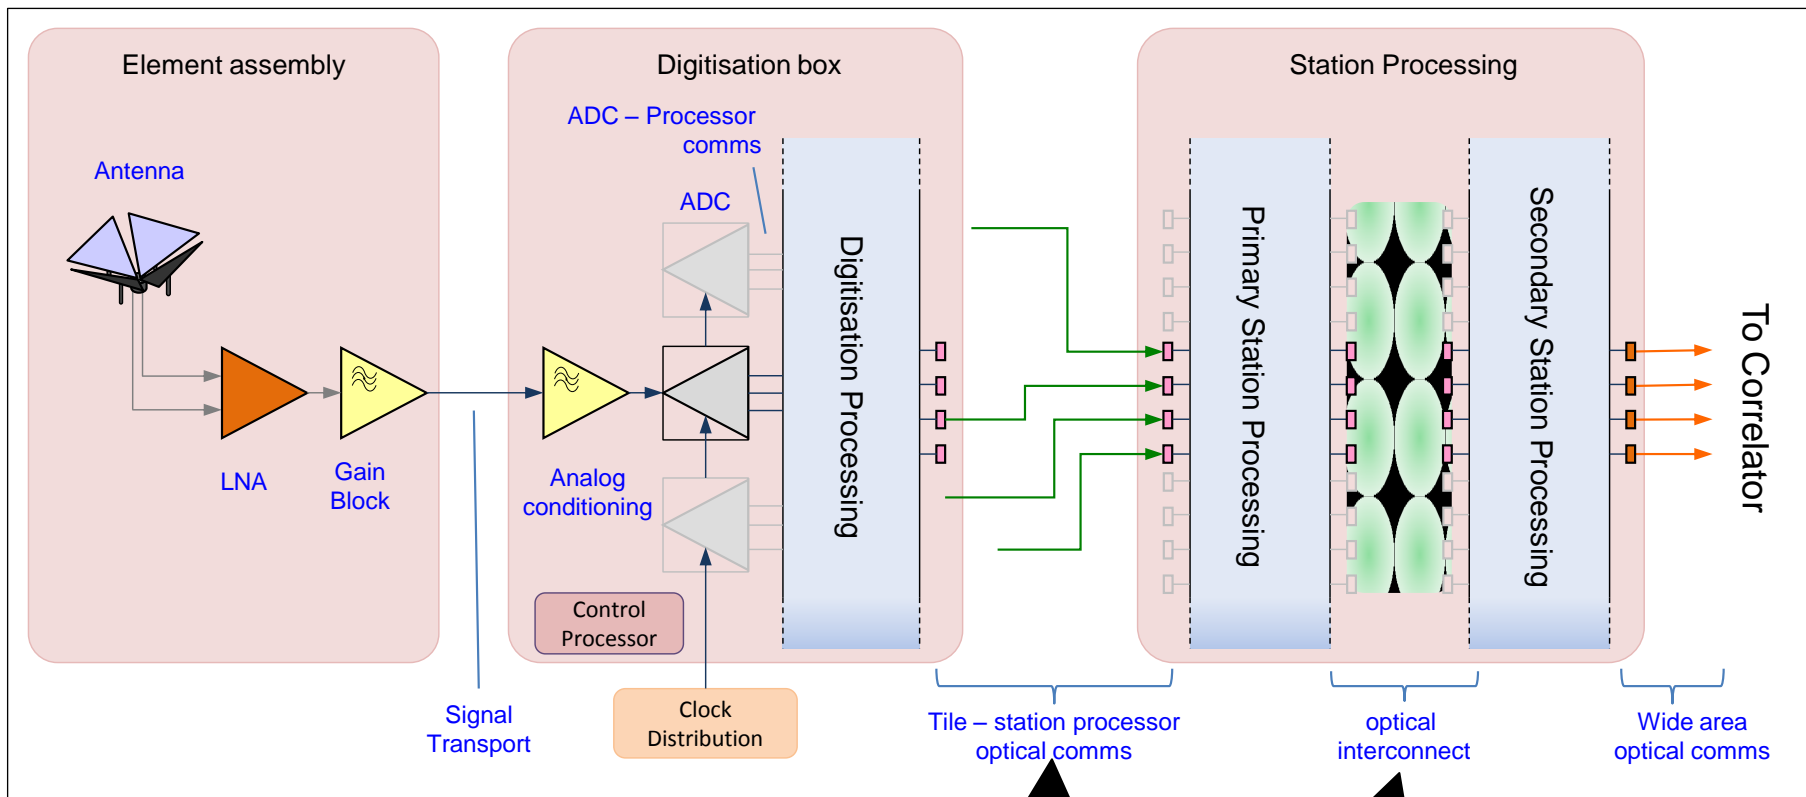 Element assembly
Digitisation box
Station Processing
ADC – Processor
comms
Antenna
ADC
Digitisation Processing
Primary Station Processing
Secondary Station Processing
To Correlator
LNA
Gain
Block
Analog
conditioning
Control
Processor
Signal
Transport
Clock
Distribution
Tile – station processor
optical comms
optical
interconnect
Wide area
optical comms